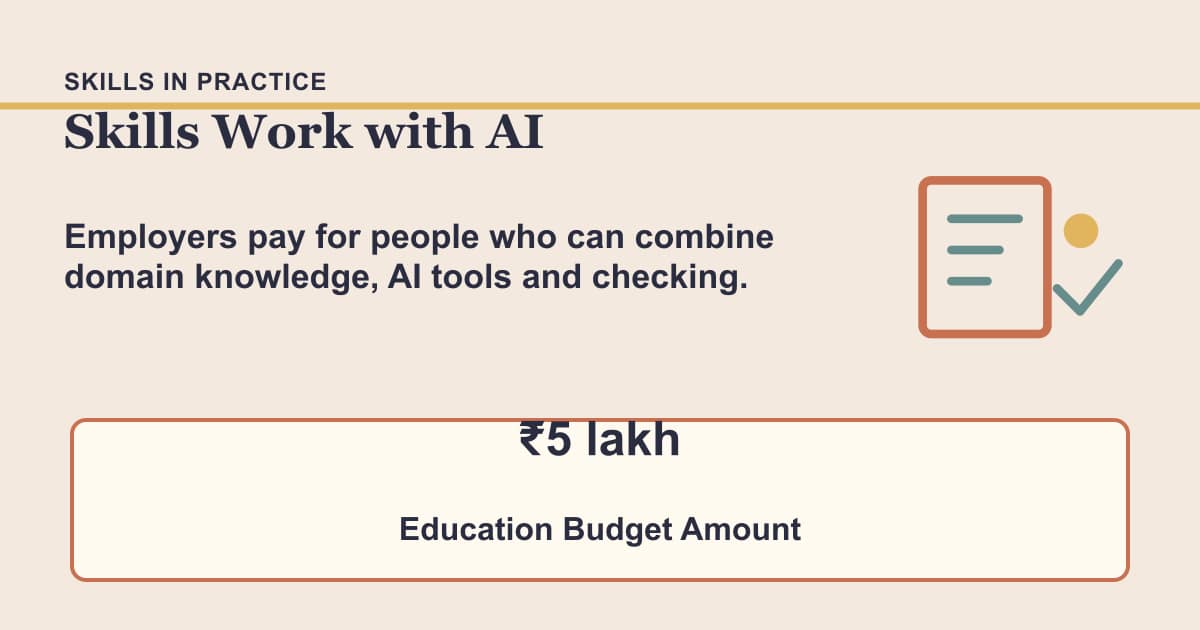 SKILLS IN PRACTICE
Skills Work with AI
Employers pay for people who can combine
domain knowledge, AI tools and checking.
₹5 lakh
Education Budget Amount